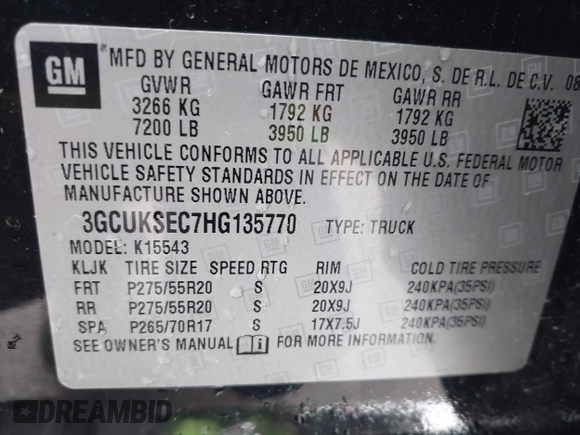 GM
MFD BY GENERAL MOTORS DE MEXICO, S. DE R.L. DE C.V. 08
GVWR GAWR FRT GAWR RR
3266 KG 1792 KG 1792 KG
7200 LB 3950 LB 3950 LB
THIS VEHICLE CONFORMS TO ALL APPLICABLE U.S. FEDERAL MOTOR
VEHICLE SAFETY STANDARDS IN EFFECT ON THE DATE OF
MANUFACTURE SHOWN ABOVE.
3GCUKSEC7HG135770 TYPE: TRUCK
MODEL: K15543
KLJK TIRE SIZE SPEED RTG RIM COLD TIRE PRESSURE
FRT P275/55R20 S 20X9J 240KPA(35PSI)
RR P275/55R20 S 20X9J 240KPA(35PSI)
SPA P265/70R17 S 17X7.5J 240KPA(35PSI)
SEE OWNER'S MANUAL FOR MORE INFORMATION.
DREAMBID